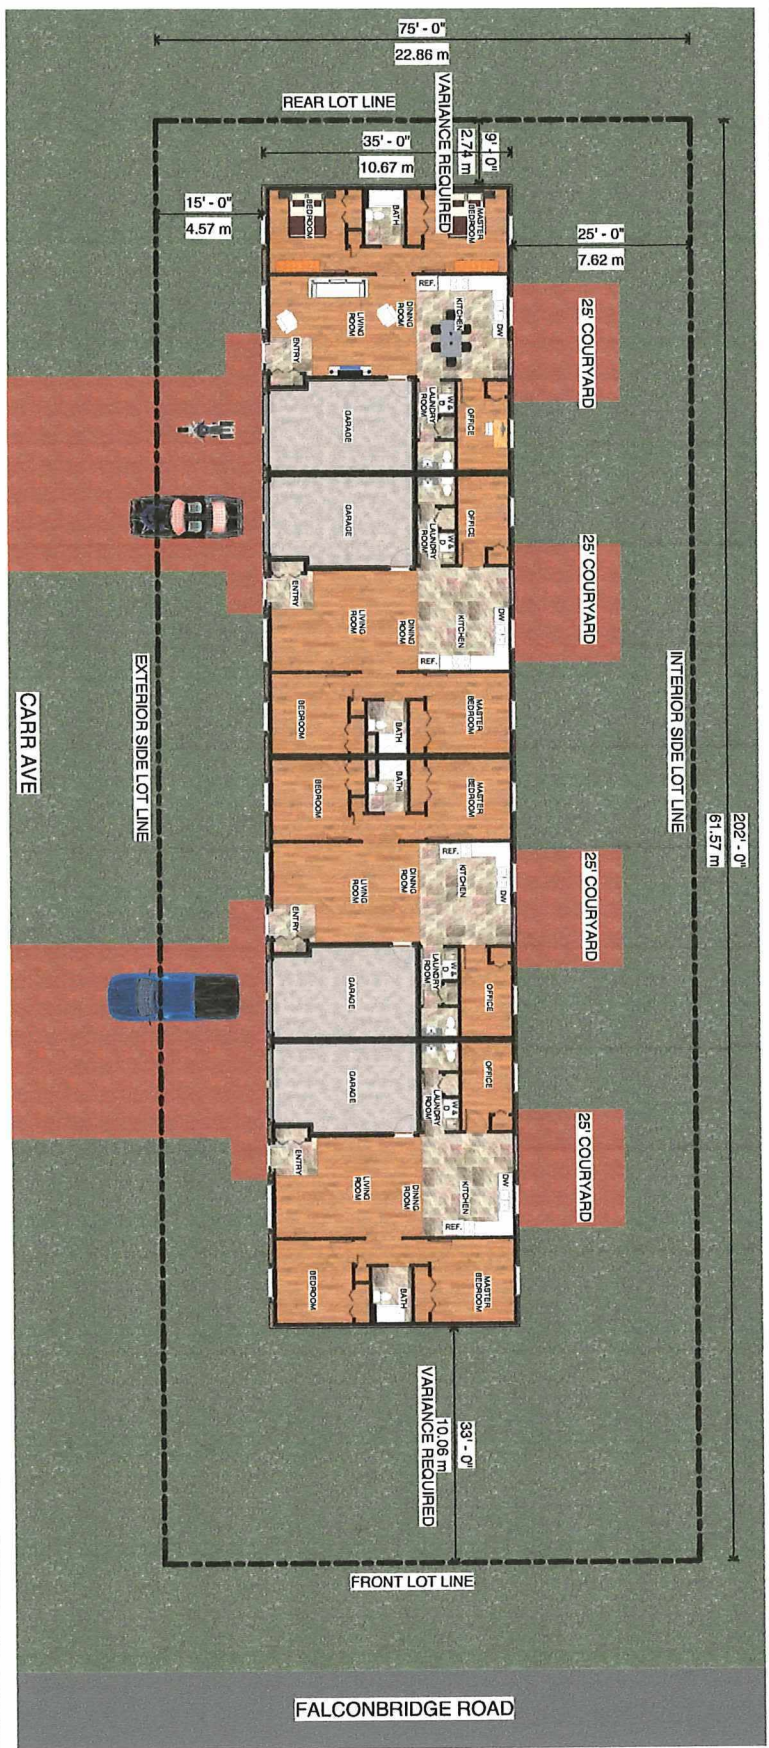 75' - 0"
22.86 m
REAR LOT LINE
VARIANCE REQUIRED
9' - 0"
2.74 m
35' - 0"
10.67 m
15' - 0"
4.57 m
25' - 0"
7.62 m
BEDROOM
BATH
MASTER
BEDROOM
REF.
KITCHEN
DW
DINING
ROOM
LIVING
ROOM
ENTRY
25' COURYARD
GARAGE
LAUNDRY
ROOM
W &
D
OFFICE
GARAGE
LAUNDRY
ROOM
W &
D
OFFICE
ENTRY
LIVING
ROOM
DINING
ROOM
KITCHEN
DW
REF.
25' COURYARD
BEDROOM
BATH
MASTER
BEDROOM
EXTERIOR SIDE LOT LINE
INTERIOR SIDE LOT LINE
CARR AVE
202' - 0"
61.57 m
BEDROOM
BATH
MASTER
BEDROOM
REF.
KITCHEN
DW
DINING
ROOM
LIVING
ROOM
ENTRY
25' COURYARD
GARAGE
LAUNDRY
ROOM
W &
D
OFFICE
GARAGE
LAUNDRY
ROOM
W &
D
OFFICE
ENTRY
LIVING
ROOM
DINING
ROOM
KITCHEN
DW
REF.
25' COURYARD
BEDROOM
BATH
MASTER
BEDROOM
33' - 0"
10.06 m
VARIANCE REQUIRED
FRONT LOT LINE
FALCONBRIDGE ROAD